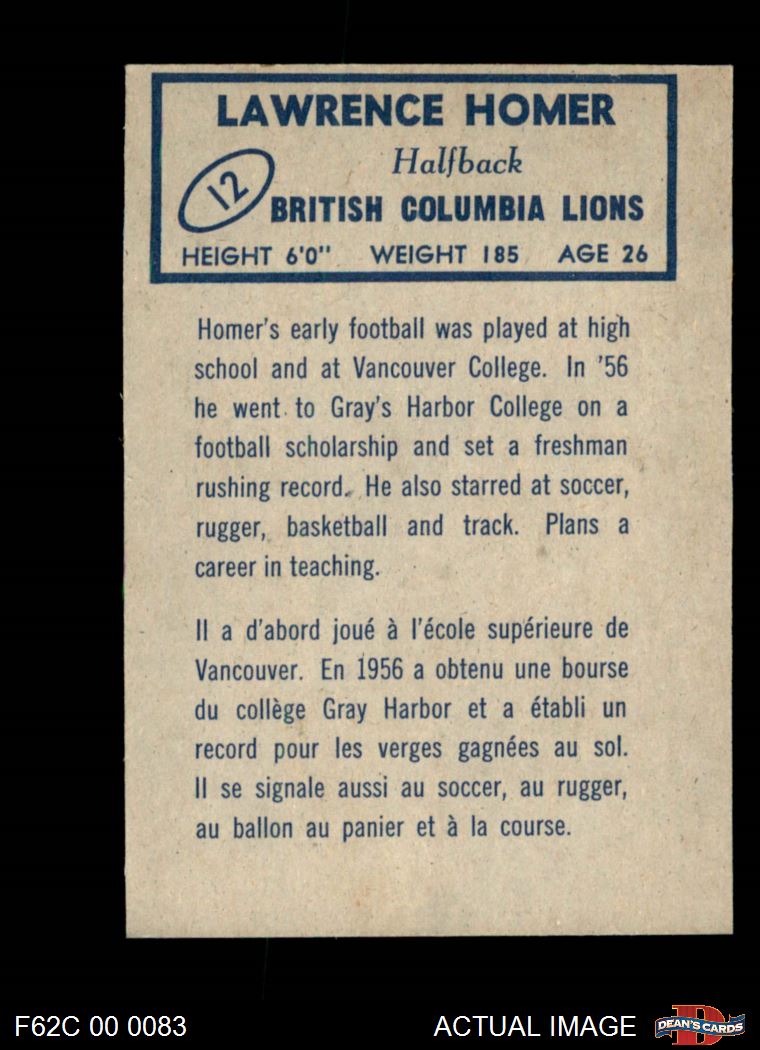 LAWRENCE HOMER
Halfback
12
BRITISH COLUMBIA LIONS
HEIGHT 6'0" WEIGHT 185 AGE 26
Homer's early football was played at high
school and at Vancouver College. In '56
he went to Gray's Harbor College on a
football scholarship and set a freshman
rushing record. He also starred at soccer,
rugger, basketball and track. Plans a
career in teaching.
Il a d'abord joué à l'école supérieure de
Vancouver. En 1956 a obtenu une bourse
du collège Gray Harbor et a établi un
record pour les verges gagnées au sol.
Il se signale aussi au soccer, au rugger,
au ballon au panier et à la course.
F62C 00 0083
ACTUAL IMAGE
DEAN'S CARDS